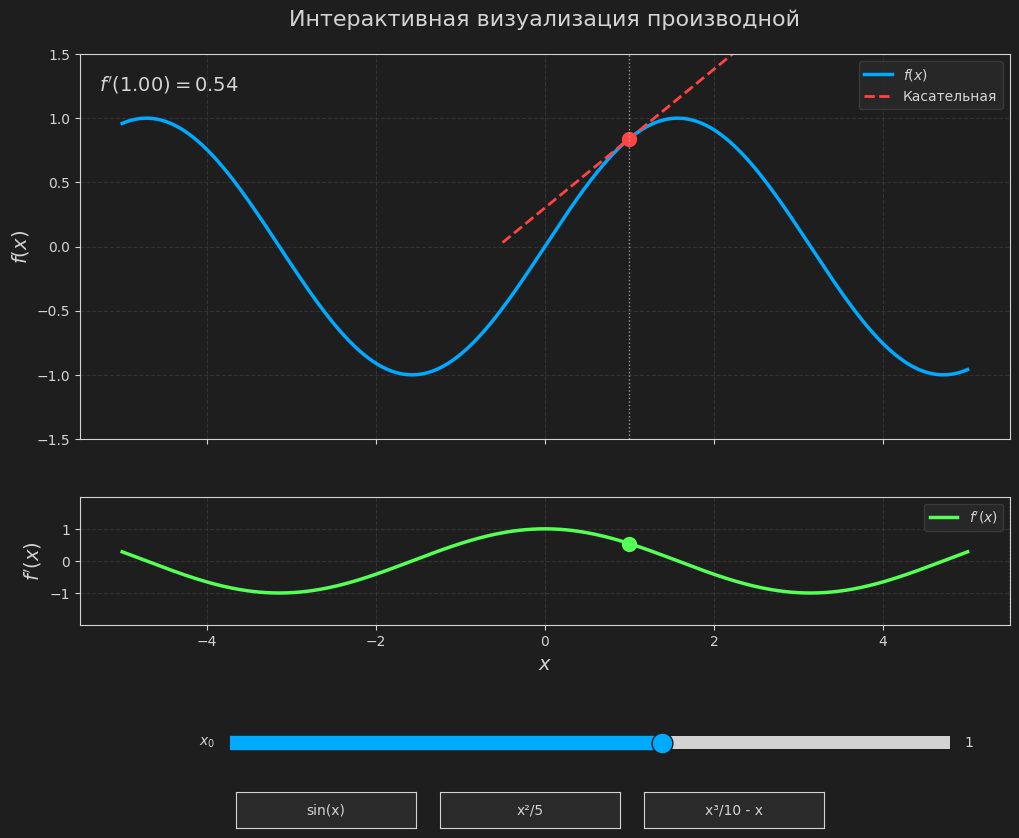 Интерактивная визуализация производной
f′(1.00) = 0.54
f(x)
Касательная
1.5
1.0
0.5
0.0
−0.5
−1.0
−1.5
f(x)
f′(x)
1
0
−1
f′(x)
−4
−2
0
2
4
x
x₀
1
sin(x)
x²/5
x³/10 - x